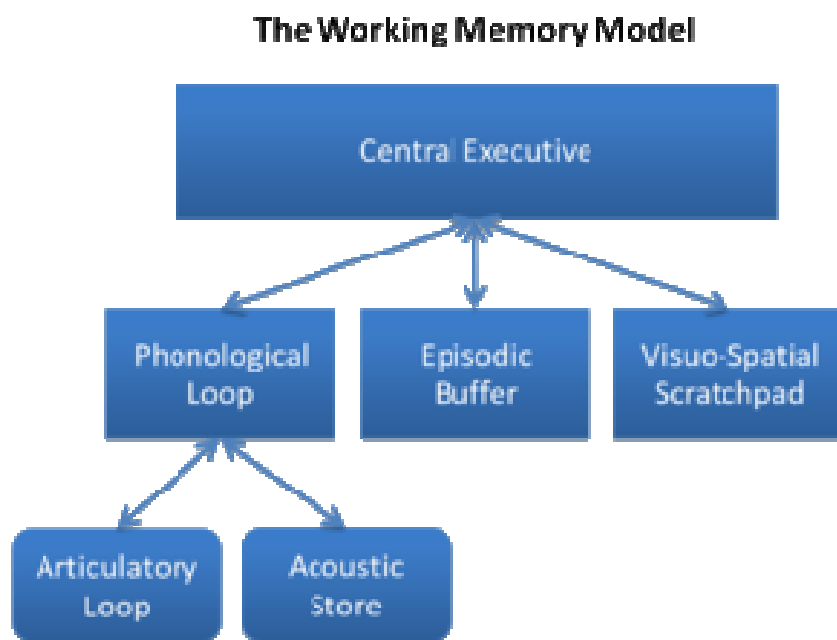 The Working Memory Model
Central Executive
Phonological
Loop
Episodic
Buffer
Visuo-Spatial
Scratchpad
Articulatory
Loop
Acoustic
Store